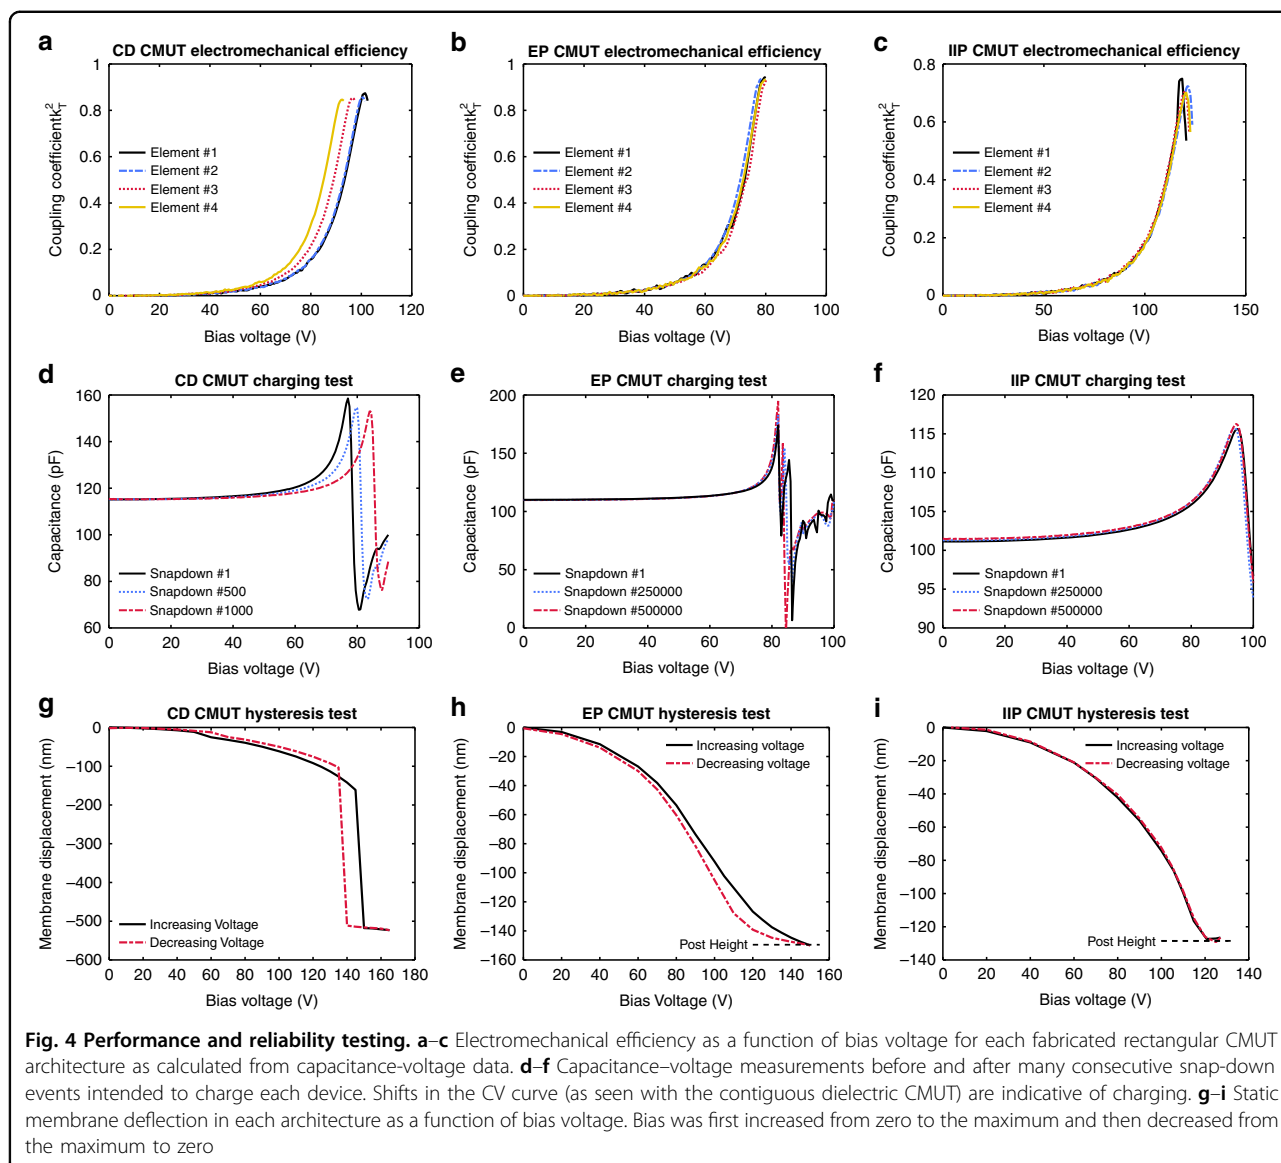 a
CD CMUT electromechanical efficiency
Coupling coefficientk²T
1
0.8
0.6
0.4
0.2
0
Element #1
Element #2
Element #3
Element #4
0 20 40 60 80 100 120
Bias voltage (V)
b
EP CMUT electromechanical efficiency
Coupling coefficientk²T
1
0.8
0.6
0.4
0.2
0
Element #1
Element #2
Element #3
Element #4
0 20 40 60 80 100
Bias voltage (V)
c
IIP CMUT electromechanical efficiency
Coupling coefficientk²T
0.8
0.6
0.4
0.2
0
Element #1
Element #2
Element #3
Element #4
0 50 100 150
Bias voltage (V)
d
CD CMUT charging test
Capacitance (pF)
160
140
120
100
80
60
Snapdown #1
Snapdown #500
Snapdown #1000
0 20 40 60 80 100
Bias voltage (V)
e
EP CMUT charging test
Capacitance (pF)
200
150
100
50
0
Snapdown #1
Snapdown #250000
Snapdown #500000
0 20 40 60 80 100
Bias voltage (V)
f
IIP CMUT charging test
Capacitance (pF)
120
115
110
105
100
95
90
Snapdown #1
Snapdown #250000
Snapdown #500000
0 20 40 60 80 100
Bias voltage (V)
g
CD CMUT hysteresis test
Membrane displacement (nm)
0
−100
−200
−300
−400
−500
−600
Increasing Voltage
Decreasing Voltage
0 20 40 60 80 100 120 140 160 180
Bias voltage (V)
h
EP CMUT hysteresis test
Membrane displacement (nm)
0
−20
−40
−60
−80
−100
−120
−140
−160
Increasing voltage
Decreasing voltage
Post Height
0 20 40 60 80 100 120 140 160
Bias Voltage (V)
i
IIP CMUT hysteresis test
Membrane displacement (nm)
0
−20
−40
−60
−80
−100
−120
−140
Increasing voltage
Decreasing voltage
Post Height
0 20 40 60 80 100 120 140
Bias voltage (V)
Fig. 4 Performance and reliability testing. a–c Electromechanical efficiency as a function of bias voltage for each fabricated rectangular CMUT
architecture as calculated from capacitance-voltage data. d–f Capacitance–voltage measurements before and after many consecutive snap-down
events intended to charge each device. Shifts in the CV curve (as seen with the contiguous dielectric CMUT) are indicative of charging. g–i Static
membrane deflection in each architecture as a function of bias voltage. Bias was first increased from zero to the maximum and then decreased from
the maximum to zero